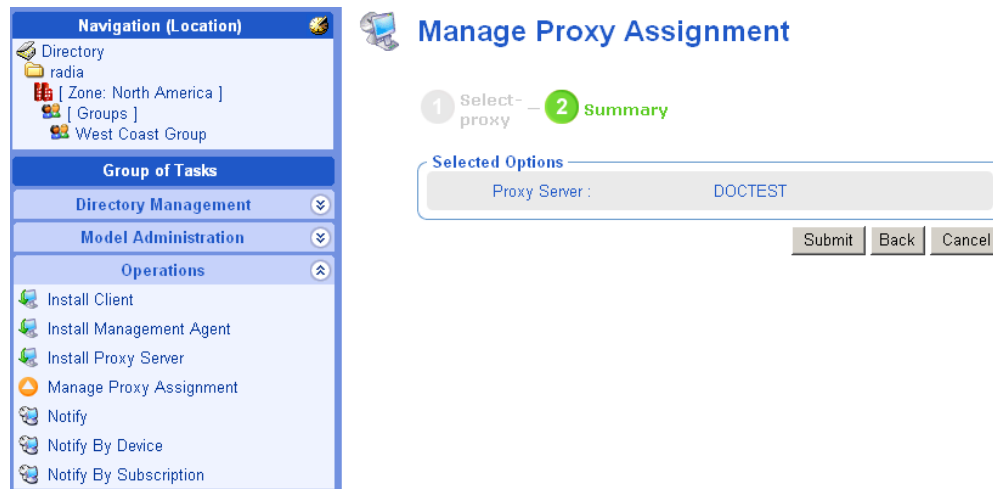 Navigation (Location)
Directory
radia
[ Zone: North America ]
[ Groups ]
West Coast Group
Group of Tasks
Directory Management
Model Administration
Operations
Install Client
Install Management Agent
Install Proxy Server
Manage Proxy Assignment
Notify
Notify By Device
Notify By Subscription
Manage Proxy Assignment
1 Select-
proxy
2 Summary
Selected Options
Proxy Server : DOCTEST
Submit Back Cancel